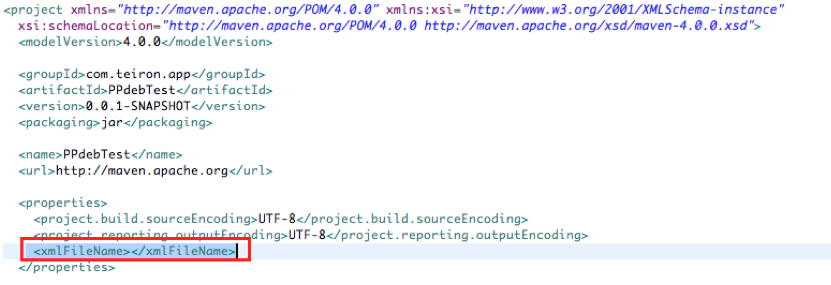 <project xmlns="http://maven.apache.org/POM/4.0.0" xmlns:xsi="http://www.w3.org/2001/XMLSchema-instance"
xsi:schemaLocation="http://maven.apache.org/POM/4.0.0 http://maven.apache.org/xsd/maven-4.0.0.xsd">
<modelVersion>4.0.0</modelVersion>
<groupId>com.teiron.app</groupId>
<artifactId>PPdebTest</artifactId>
<version>0.0.1-SNAPSHOT</version>
<packaging>jar</packaging>
<name>PPdebTest</name>
<url>http://maven.apache.org</url>
<properties>
<project.build.sourceEncoding>UTF-8</project.build.sourceEncoding>
<project.reporting.outputEncoding>UTF-8</project.reporting.outputEncoding>
<xmlFileName></xmlFileName>
</properties>